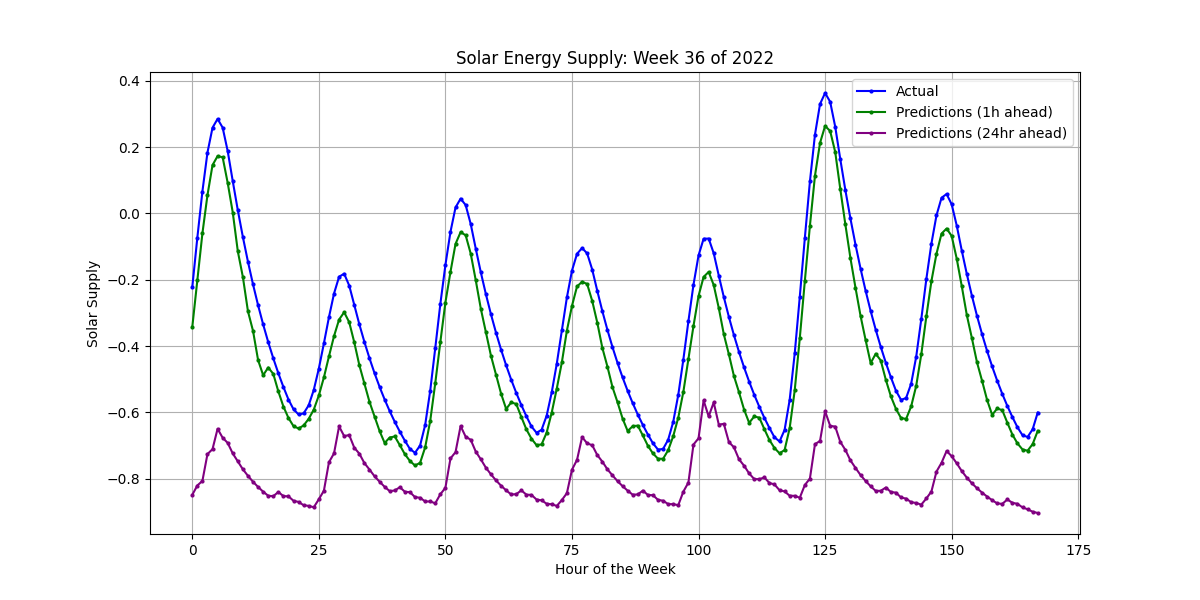 Solar Energy Supply: Week 36 of 2022
Actual
Predictions (1h ahead)
Predictions (24hr ahead)
Solar Supply
0.4
0.2
0.0
−0.2
−0.4
−0.6
−0.8
0 25 50 75 100 125 150 175
Hour of the Week